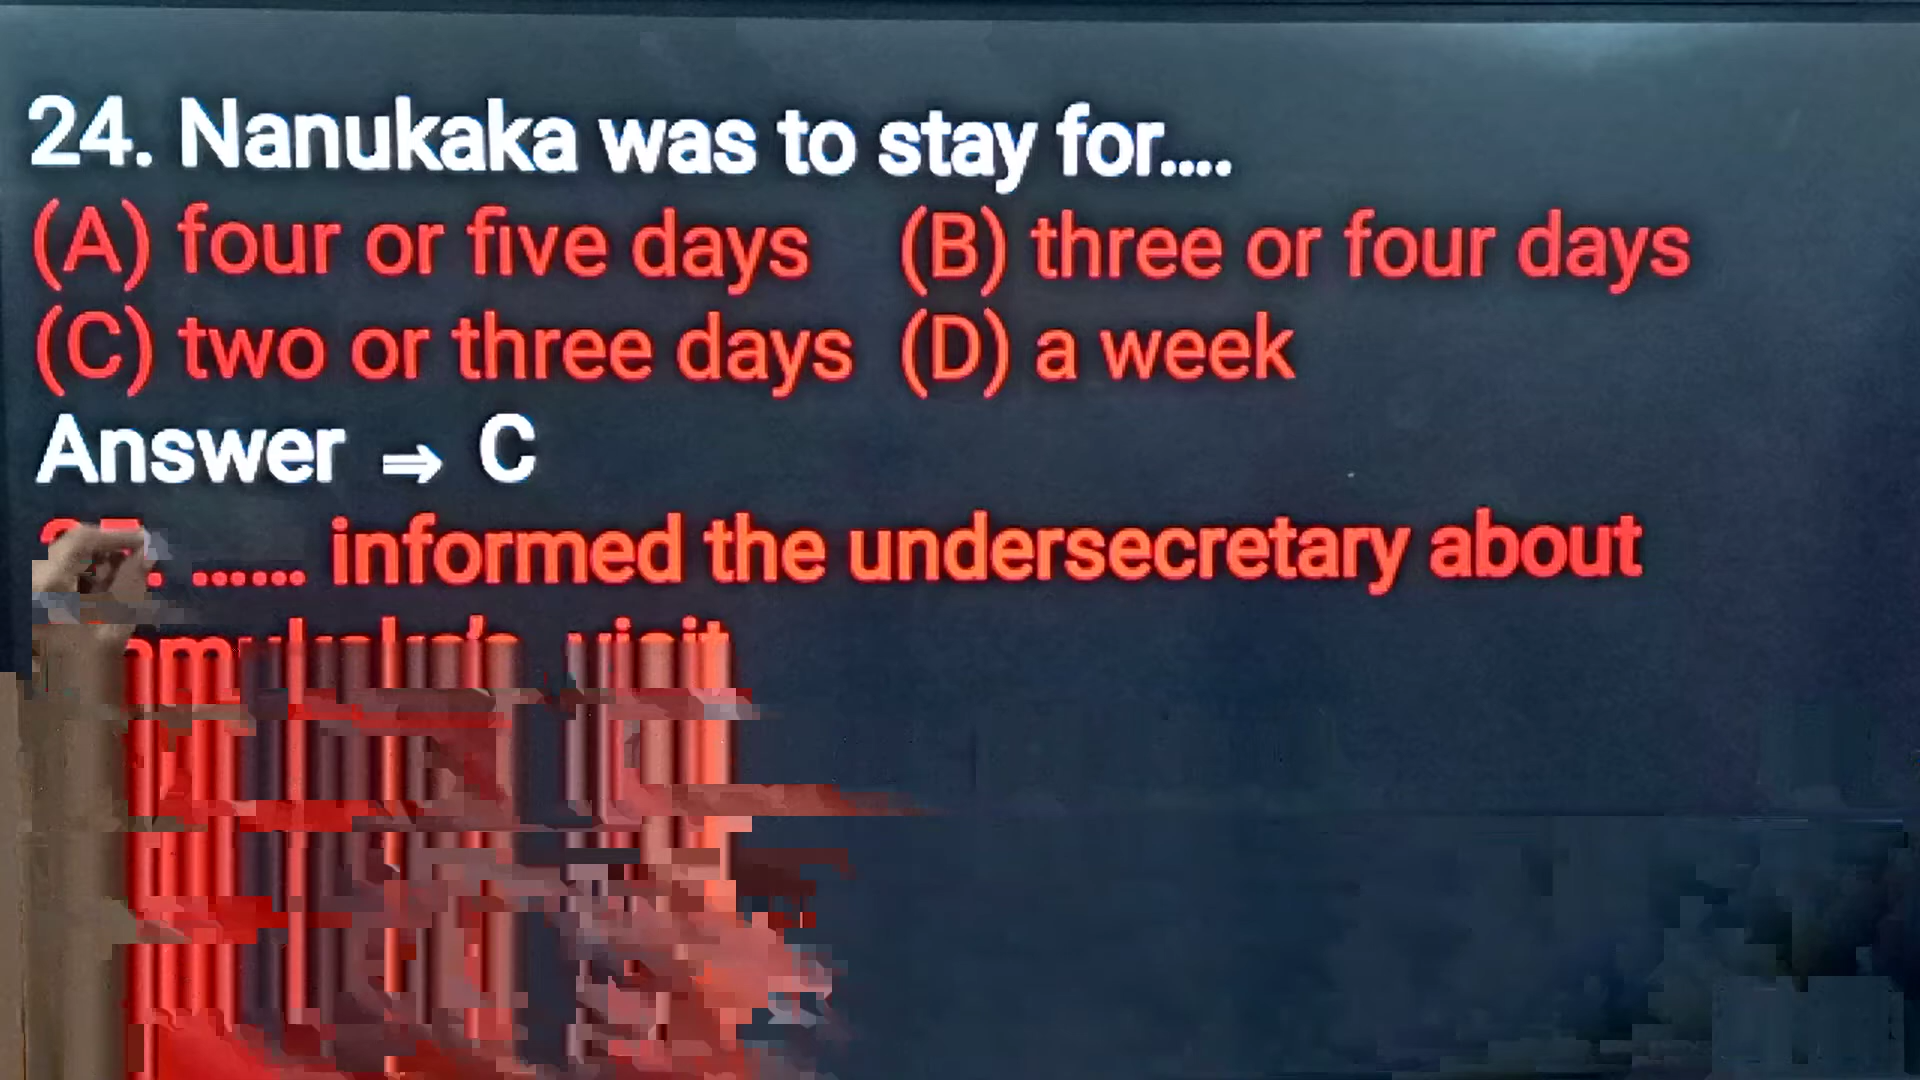 24. Nanukaka was to stay for....
(A) four or five days (B) three or four days
(C) two or three days (D) a week
Answer ⇒ C
...... informed the undersecretary about
visit